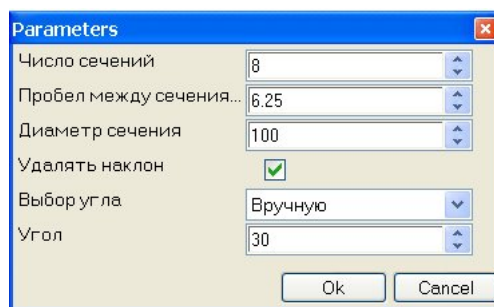 Parameters
Число сечений 8
Пробел между сечения... 6.25
Диаметр сечения 100
Удалять наклон
Выбор угла Вручную
Угол 30
Ok Cancel